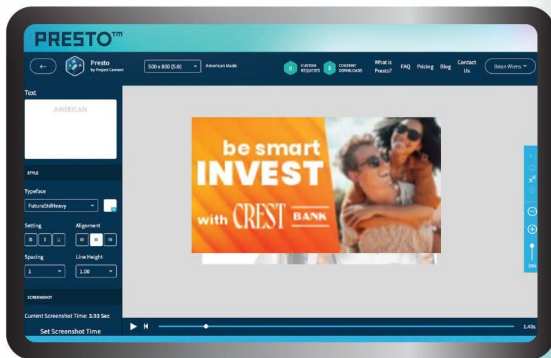 PRESTO™
Presto
by Project Content
500 x 800 (5:8)
American Made
CUSTOM
REQUESTS
CONTENT
DOWNLOADS
What is
Presto?
FAQ
Pricing
Blog
Contact
Us
Brian Wiens
Text
AMERICAN
STYLE
Typeface
FuturaStdHeavy
Setting
Alignment
B I U
Spacing
Line Height
1
1.00
SCREENSHOT
Current Screenshot Time: 3.93 Sec
Set Screenshot Time
be smart
INVEST
with CREST BANK